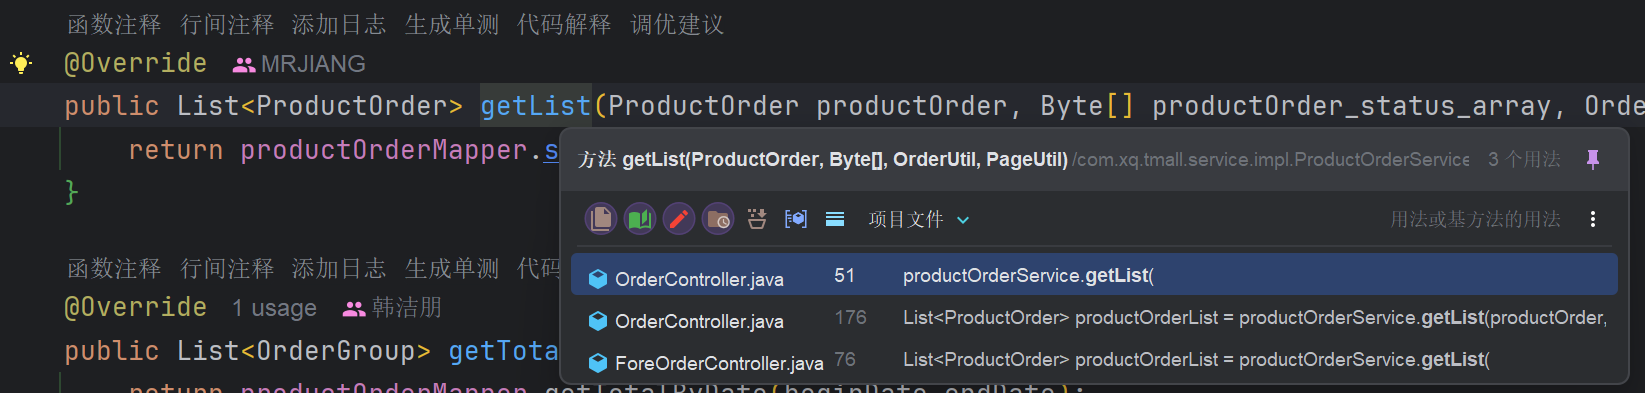 函数注释 行间注释 添加日志 生成单测 代码解释 调优建议
@Override MRJIANG
public List<ProductOrder> getList(ProductOrder productOrder, Byte[] productOrder_status_array, Orde
return productOrderMapper.s
}
方法 getList(ProductOrder, Byte[], OrderUtil, PageUtil)/com.xq.tmall.service.impl.ProductOrderService 3 个用法
项目文件 用法或基方法的用法
OrderController.java 51 productOrderService.getList(
OrderController.java 176 List<ProductOrder> productOrderList = productOrderService.getList(productOrder,
ForeOrderController.java 76 List<ProductOrder> productOrderList = productOrderService.getList(
函数注释 行间注释 添加日志 生成单测 代码
@Override 1 usage 韩洁朋
public List<OrderGroup> getTota
return productOrderMapper.getTotalByDate(beginDate,endDate);